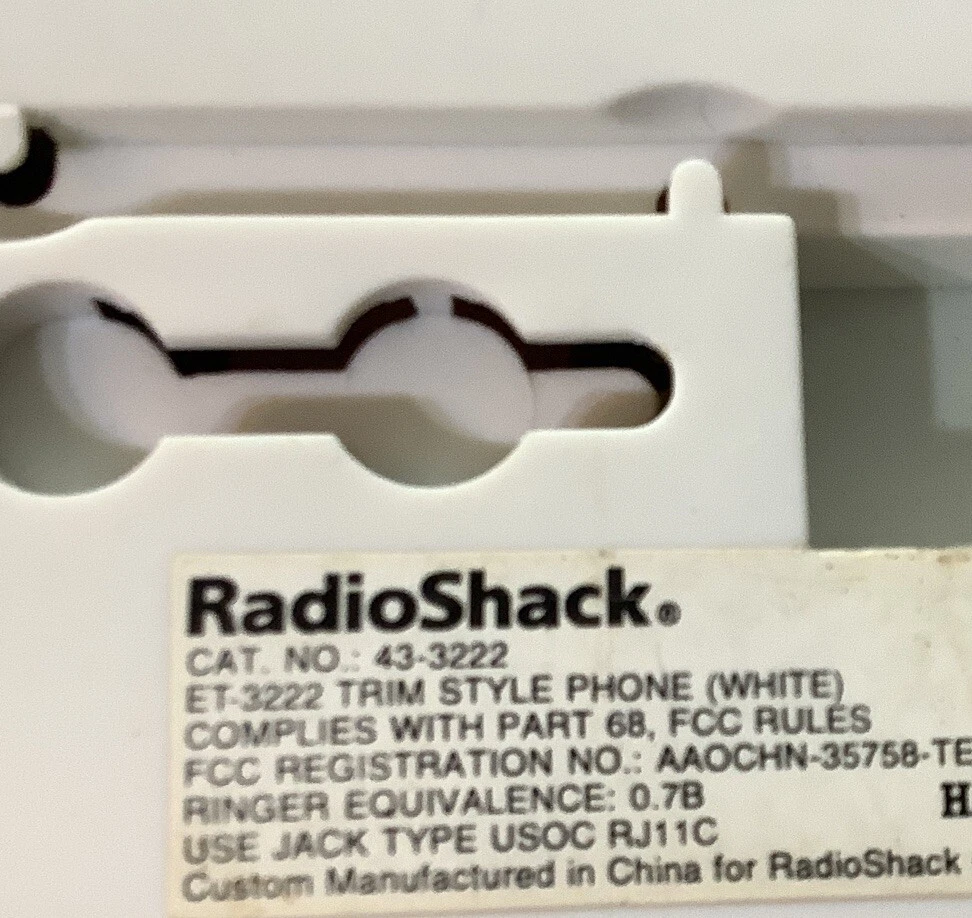 RadioShack®
CAT. NO.: 43-3222
ET-3222 TRIM STYLE PHONE (WHITE)
COMPLIES WITH PART 68, FCC RULES
FCC REGISTRATION NO.: AAOCHN-35758-TE
RINGER EQUIVALENCE: 0.7B
H
USE JACK TYPE USOC RJ11C
Custom Manufactured in China for RadioShack